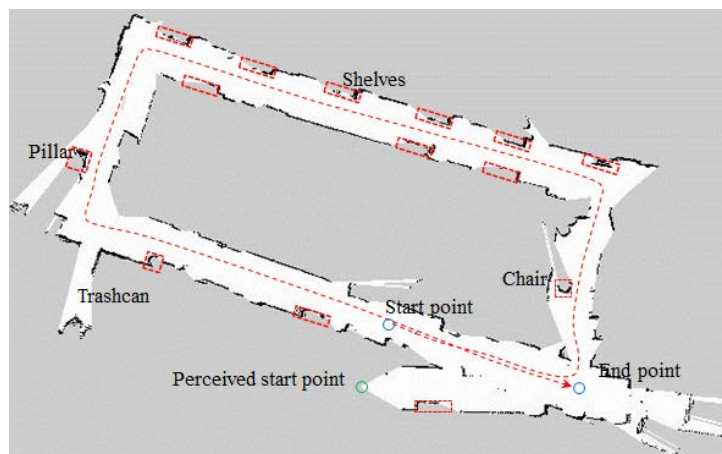 Shelves
Pillar
Chair
Trashcan
Start point
End point
Perceived start point